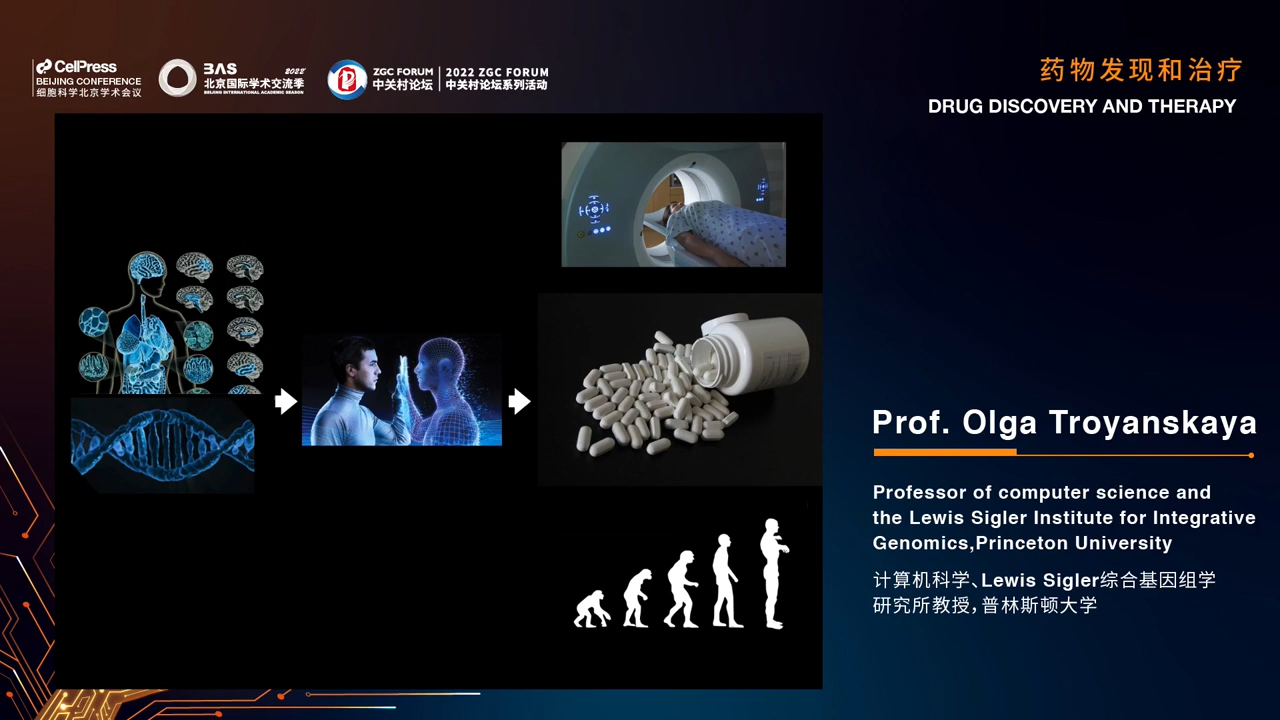 CellPress
BEIJING CONFERENCE
细胞科学北京学术会议
BAS 2022
北京国际学术交流季
BEIJING INTERNATIONAL ACADEMIC SEASON
ZGC FORUM
中关村论坛
2022 ZGC FORUM
中关村论坛系列活动
药物发现和治疗
DRUG DISCOVERY AND THERAPY
Prof. Olga Troyanskaya
Professor of computer science and
the Lewis Sigler Institute for Integrative
Genomics,Princeton University
计算机科学、Lewis Sigler综合基因组学
研究所教授，普林斯顿大学